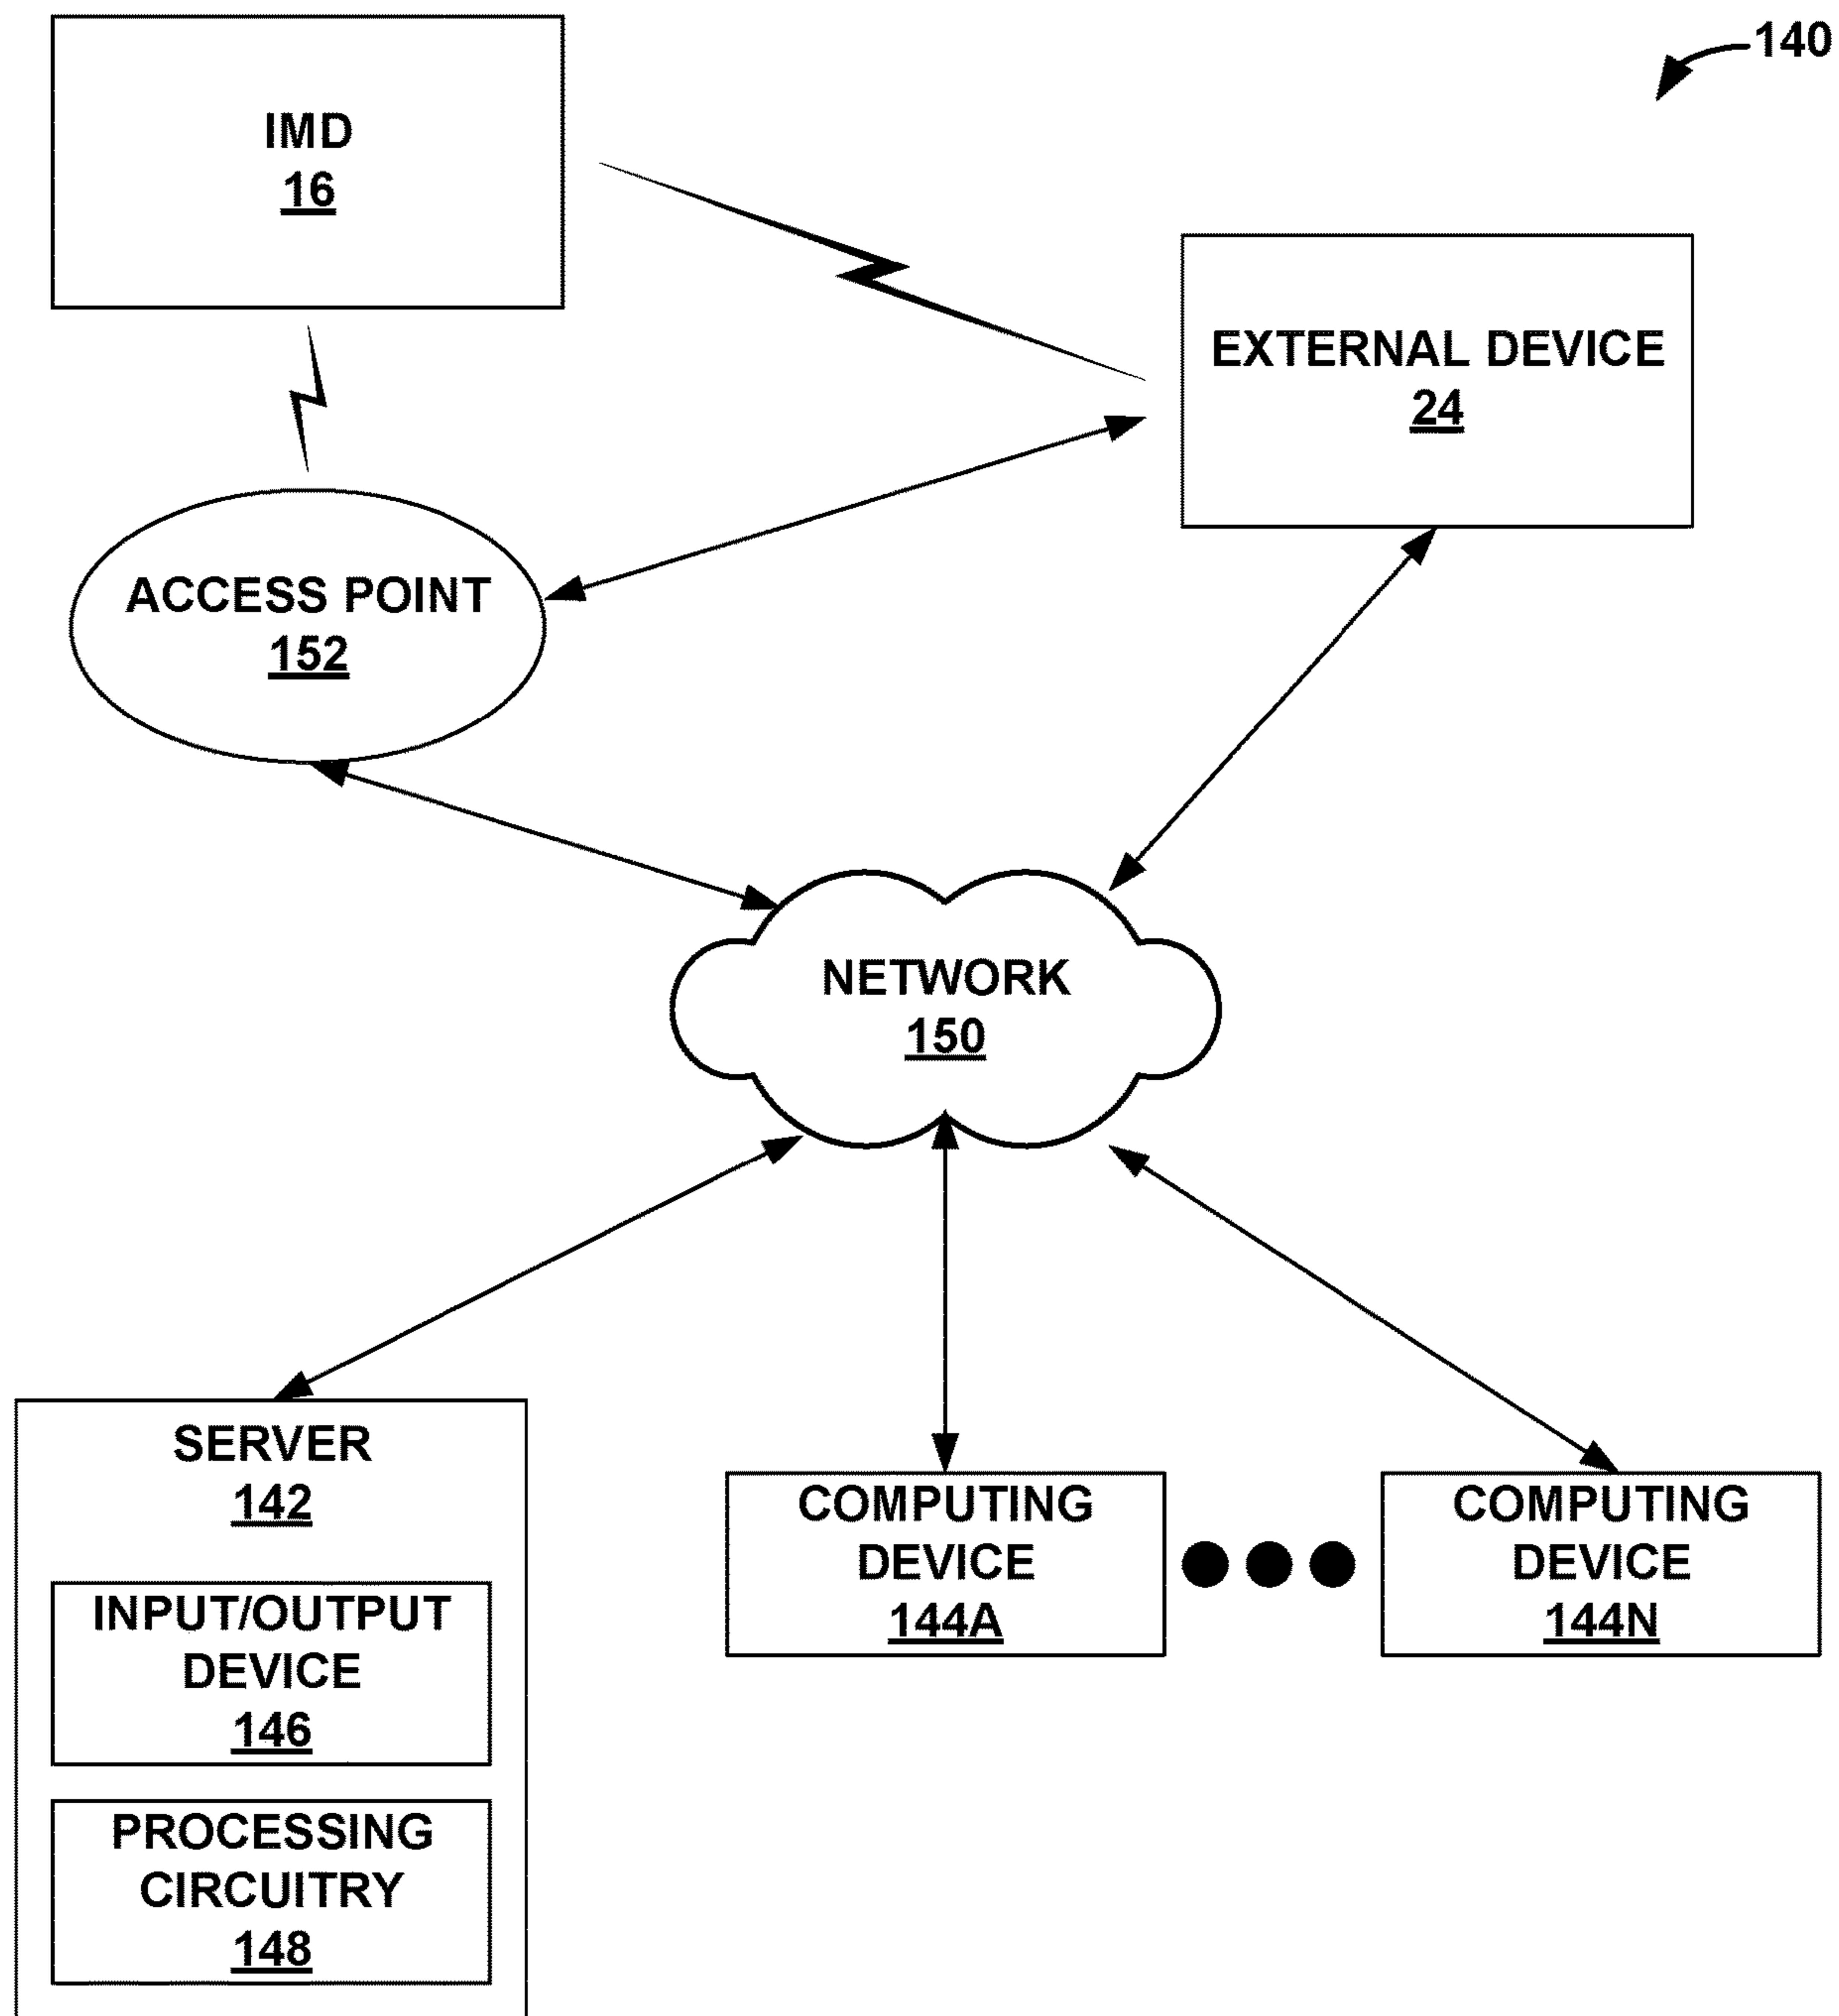 140
IMD
16
EXTERNAL DEVICE
24
ACCESS POINT
152
NETWORK
150
SERVER
142
INPUT/OUTPUT
DEVICE
146
PROCESSING
CIRCUITRY
148
COMPUTING
DEVICE
144A
COMPUTING
DEVICE
144N